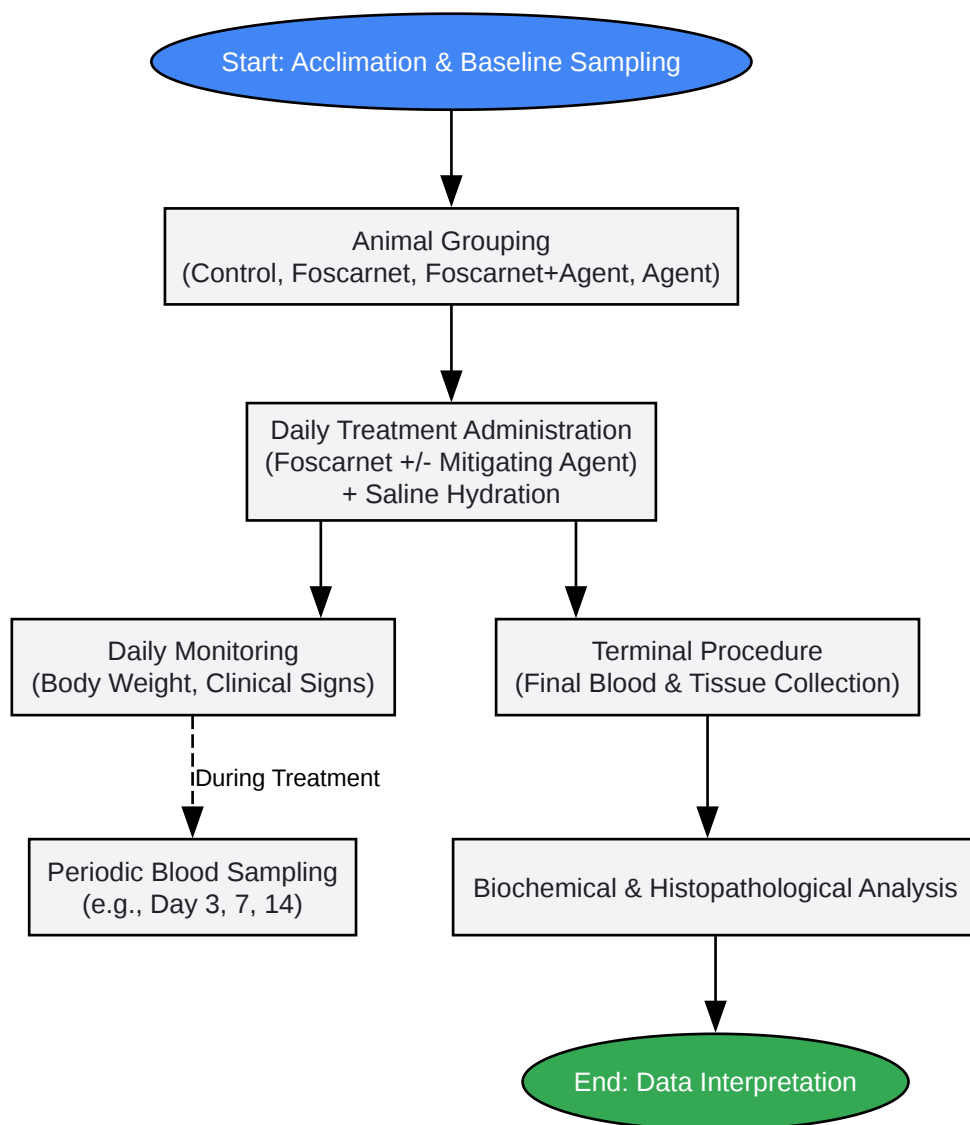 Start: Acclimation & Baseline Sampling
Animal Grouping
(Control, Foscarnet, Foscarnet+Agent, Agent)
Daily Treatment Administration
(Foscarnet +/- Mitigating Agent)
+ Saline Hydration
Daily Monitoring
(Body Weight, Clinical Signs)
Terminal Procedure
(Final Blood & Tissue Collection)
During Treatment
Periodic Blood Sampling
(e.g., Day 3, 7, 14)
Biochemical & Histopathological Analysis
End: Data Interpretation